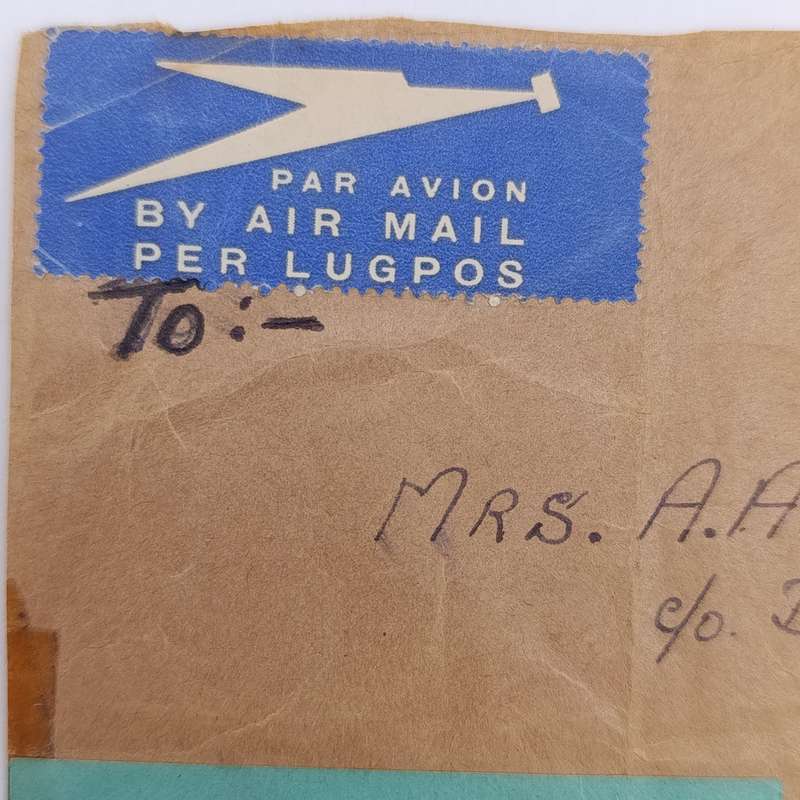 PAR AVION
BY AIR MAIL
PER LUGPOS
To:-
MRS. A.A
c/o.